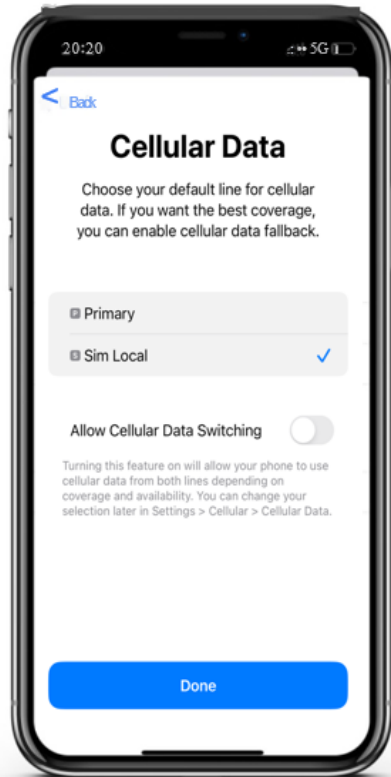 20:20
5G
< Back
Cellular Data
Choose your default line for cellular
data. If you want the best coverage,
you can enable cellular data fallback.
P Primary
S Sim Local
Allow Cellular Data Switching
Turning this feature on will allow your phone to use
cellular data from both lines depending on
coverage and availability. You can change your
selection later in Settings > Cellular > Cellular Data.
Done